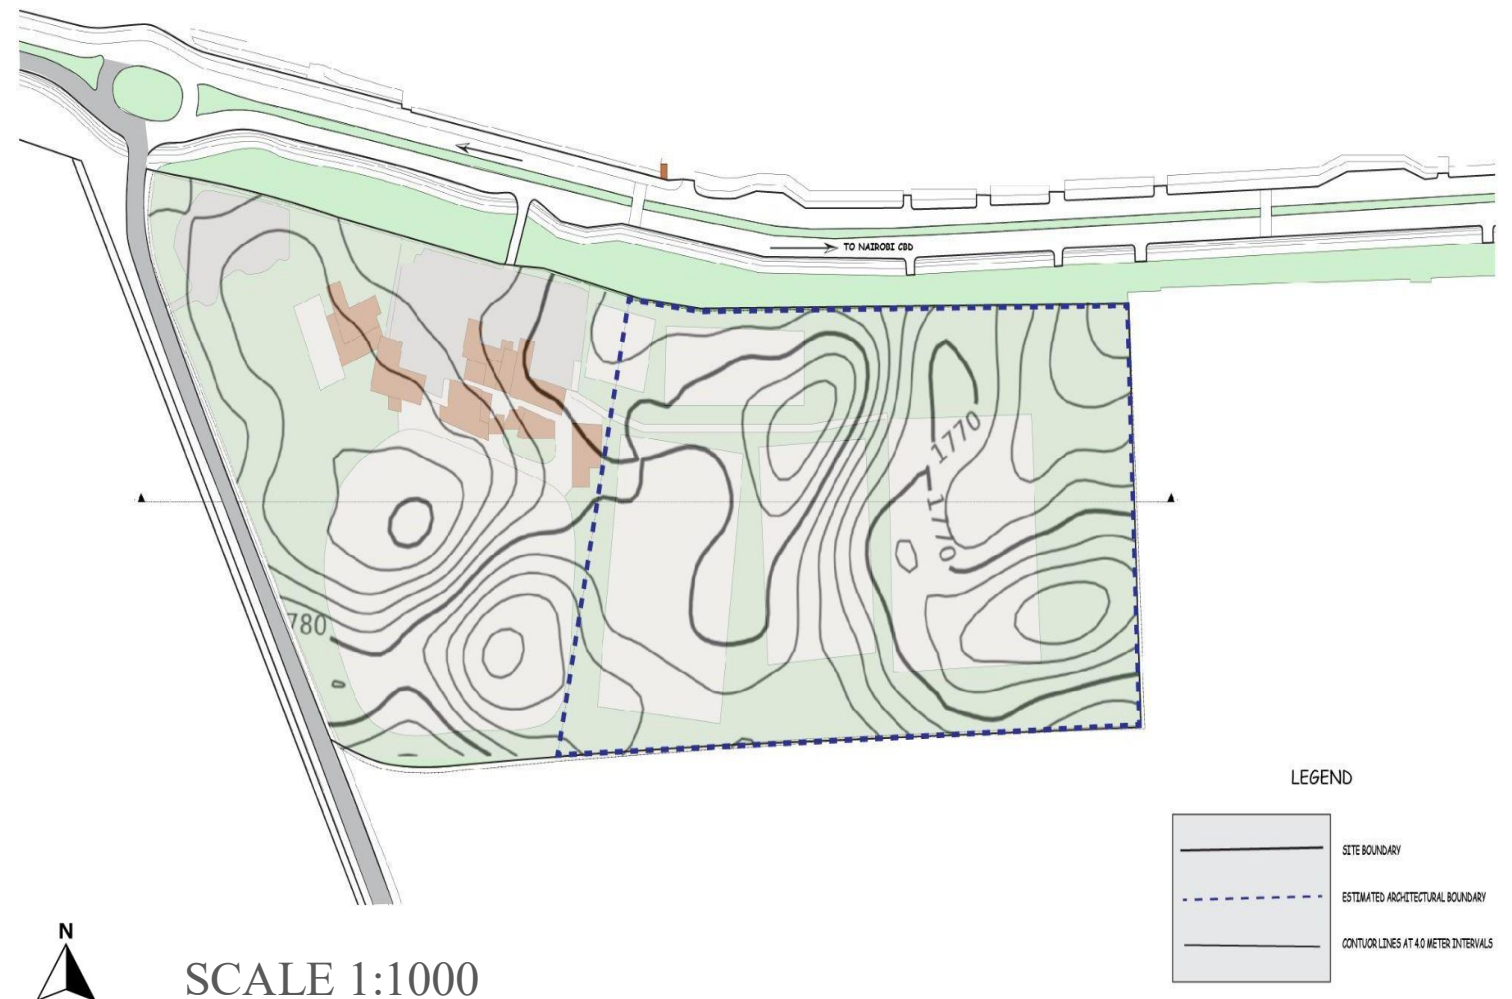 TO NAIROBI CBD
1770
1770
780
LEGEND
SITE BOUNDARY
ESTIMATED ARCHITECTURAL BOUNDARY
CONTUOR LINES AT 4.0 METER INTERVALS
N
SCALE 1:1000